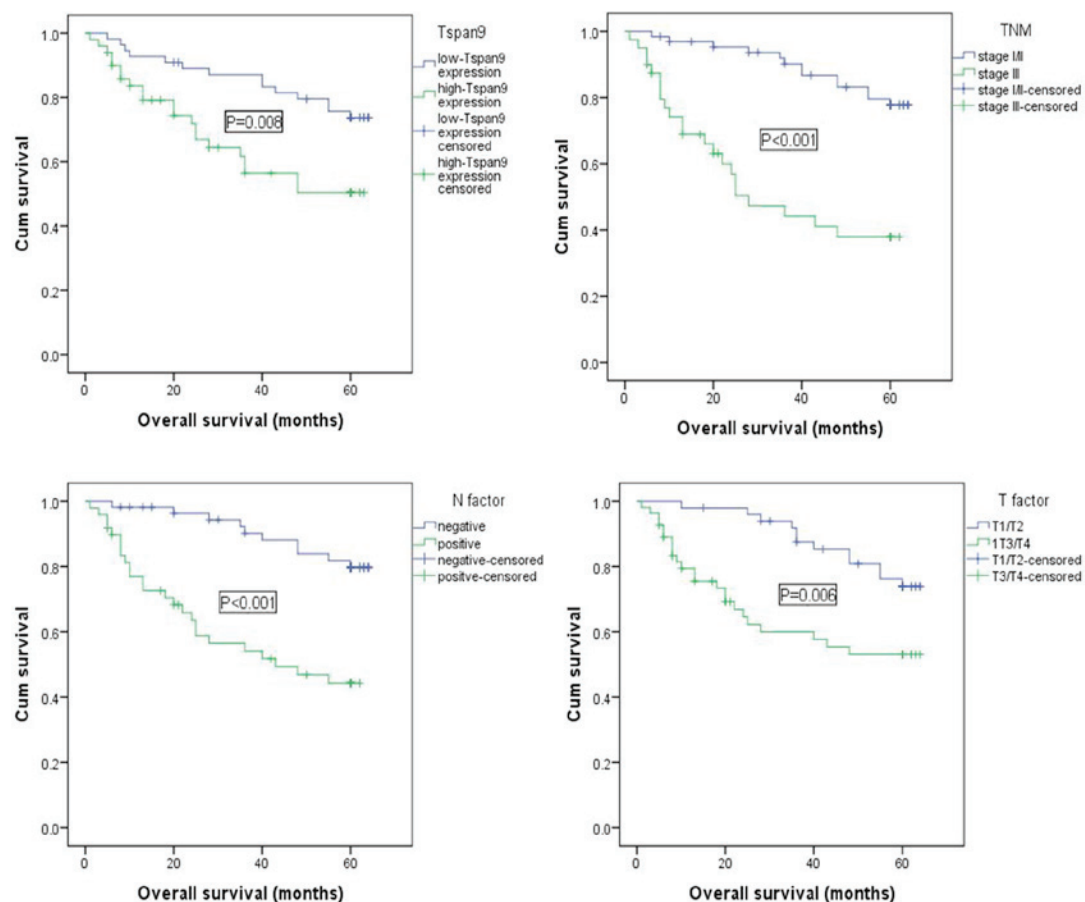 Tspan9
low-Tspan9
expression
high-Tspan9
expression
low-Tspan9
expression
censored
high-Tspan9
expression
censored
P=0.008
1.0
0.8
0.6
0.4
0.2
0.0
Cum survival
0
20
40
60
Overall survival (months)
TNM
stage I/II
stage III
stage I/II-censored
stage III-censored
P<0.001
1.0
0.8
0.6
0.4
0.2
0.0
Cum survival
0
20
40
60
Overall survival (months)
N factor
negative
positive
negative-censored
positve-censored
P<0.001
1.0
0.8
0.6
0.4
0.2
0.0
Cum survival
0
20
40
60
Overall survival (months)
T factor
T1/T2
1T3/T4
T1/T2-censored
T3/T4-censored
P=0.006
1.0
0.8
0.6
0.4
0.2
0.0
Cum survival
0
20
40
60
Overall survival (months)